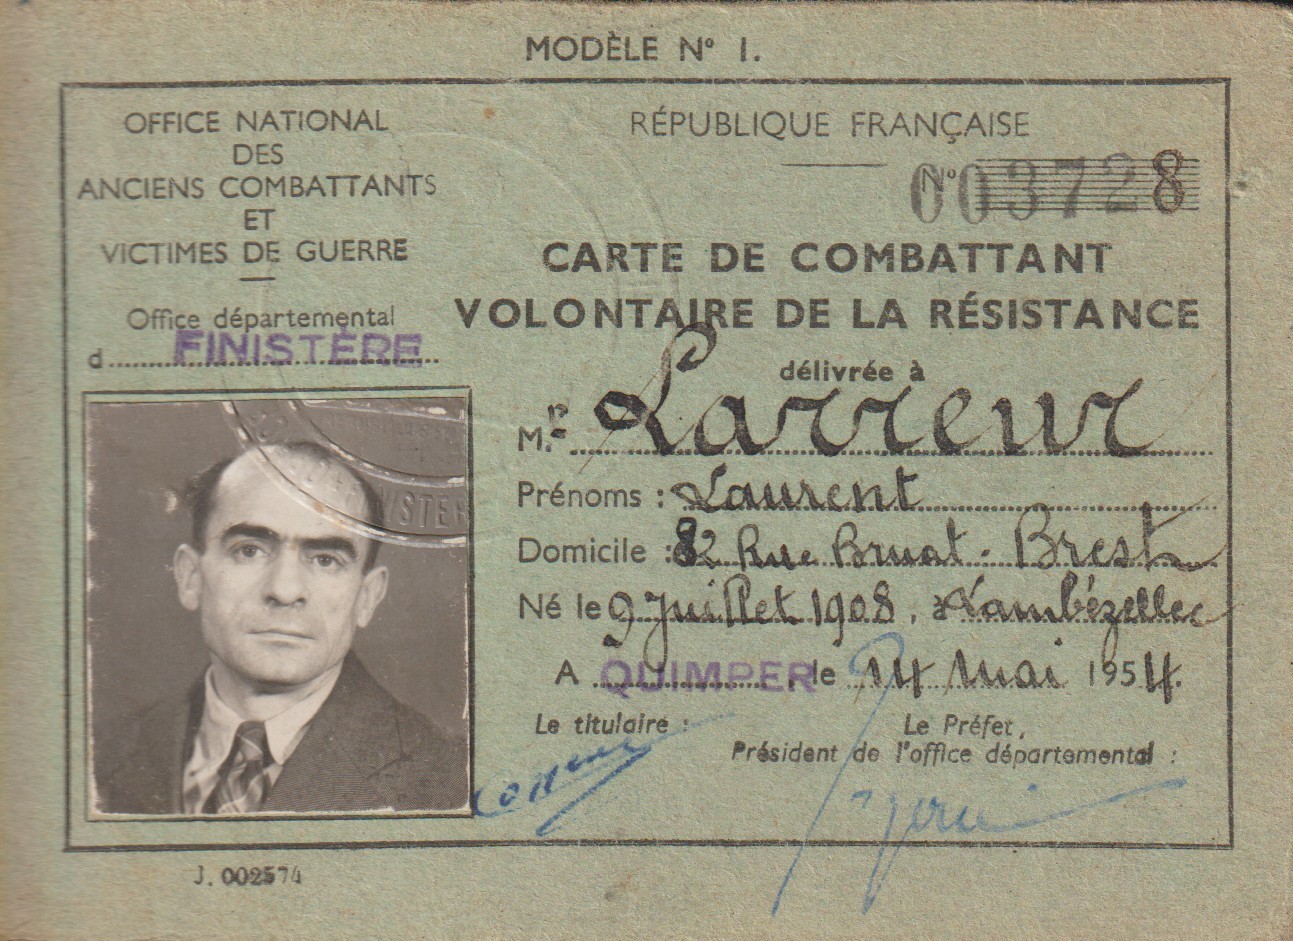 MODÈLE N° 1.
OFFICE NATIONAL
DES
ANCIENS COMBATTANTS
ET
VICTIMES DE GUERRE
Office départemental
d FINISTÈRE
RÉPUBLIQUE FRANÇAISE
N° 003728
CARTE DE COMBATTANT
VOLONTAIRE DE LA RÉSISTANCE
délivrée à
M.r Larreur
Prénoms : Laurent
Domicile : 82 Rue Bruat - Brest
Né le 9 Juillet 1908, à Lambézellec
A QUIMPER, le 14 Mai 1954.
Le titulaire :
Le Préfet,
Président de l'office départemental :
J. 002574